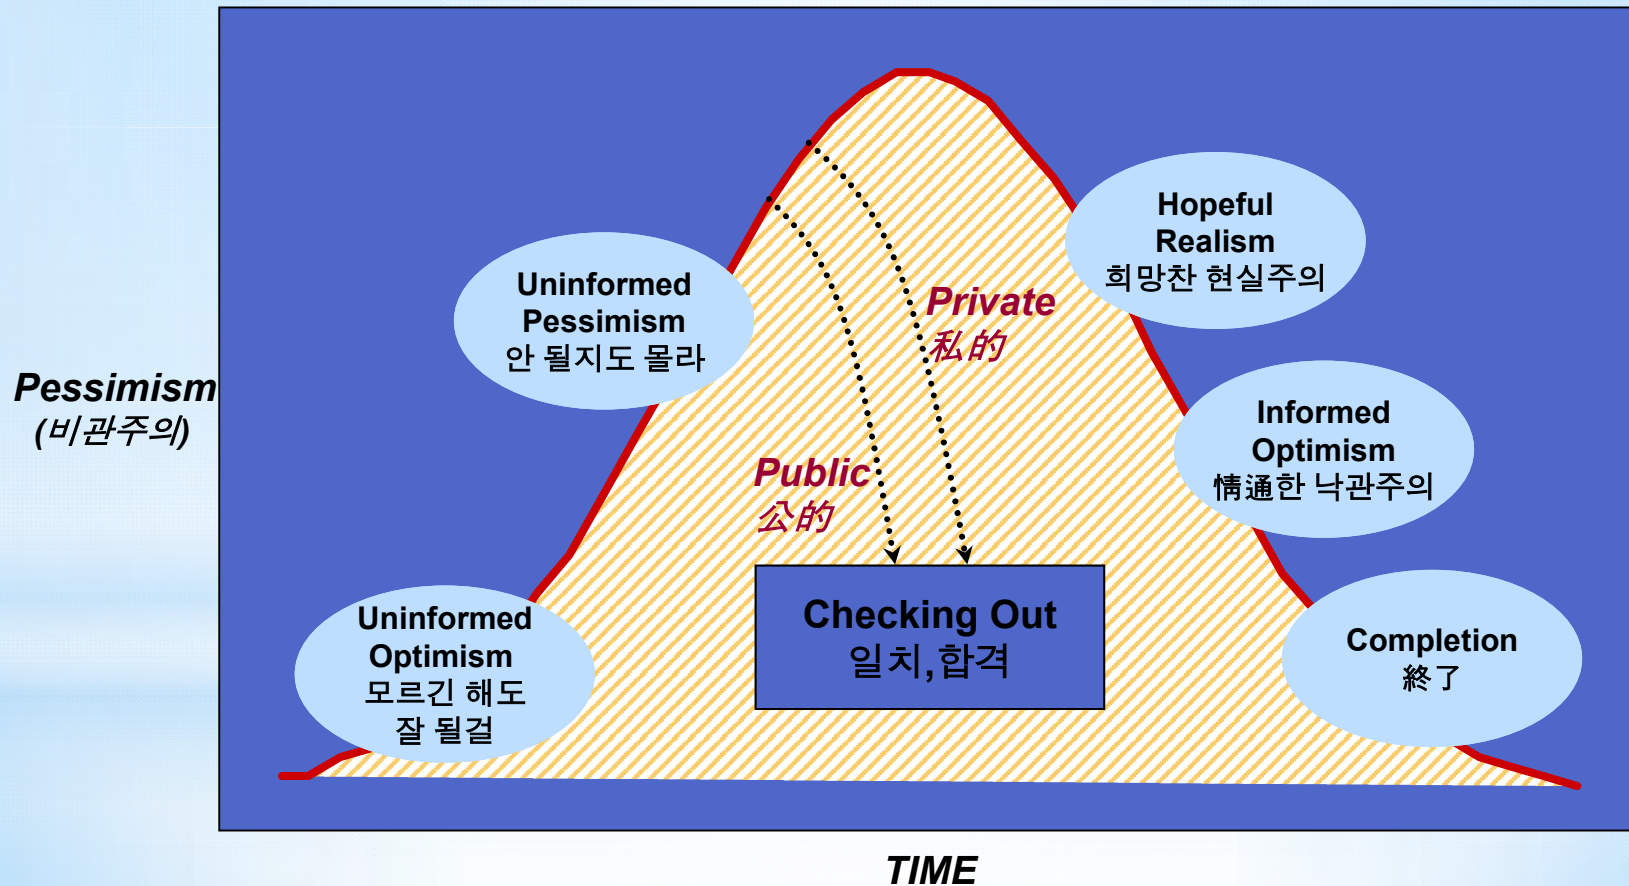 Pessimism
(비관주의)
Uninformed
Optimism
모르긴 해도
잘 될걸
Uninformed
Pessimism
안 될지도 몰라
Public
公的
Private
私的
Checking Out
일치,합격
Hopeful
Realism
희망찬 현실주의
Informed
Optimism
情通한 낙관주의
Completion
終了
TIME